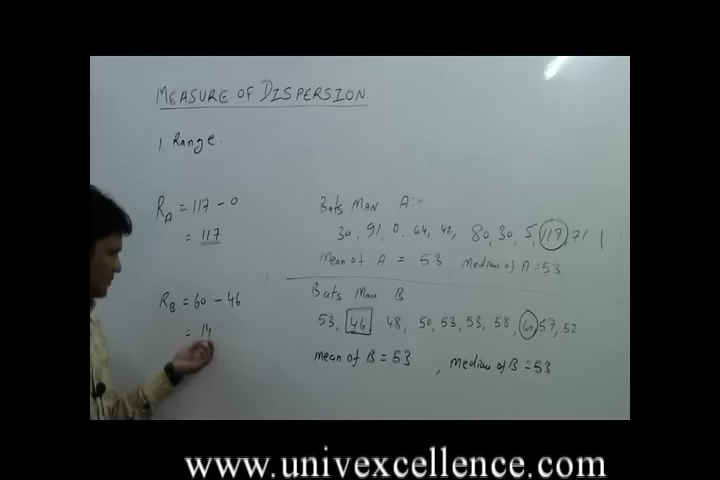 MEASURE OF DISPERSION
1 Range.
R_A = 117 - 0
= 117
BATS MAN A:-
30, 91, 0, 64, 42, 80, 30, 5, 117, 71
Mean of A = 53, Median of A = 53
R_B = 60 - 46
= 14
BATS MAN B
53, 46 48, 50, 53, 53, 58, 60, 57, 52
mean of B = 53, Median of B = 53
www.univexcellence.com